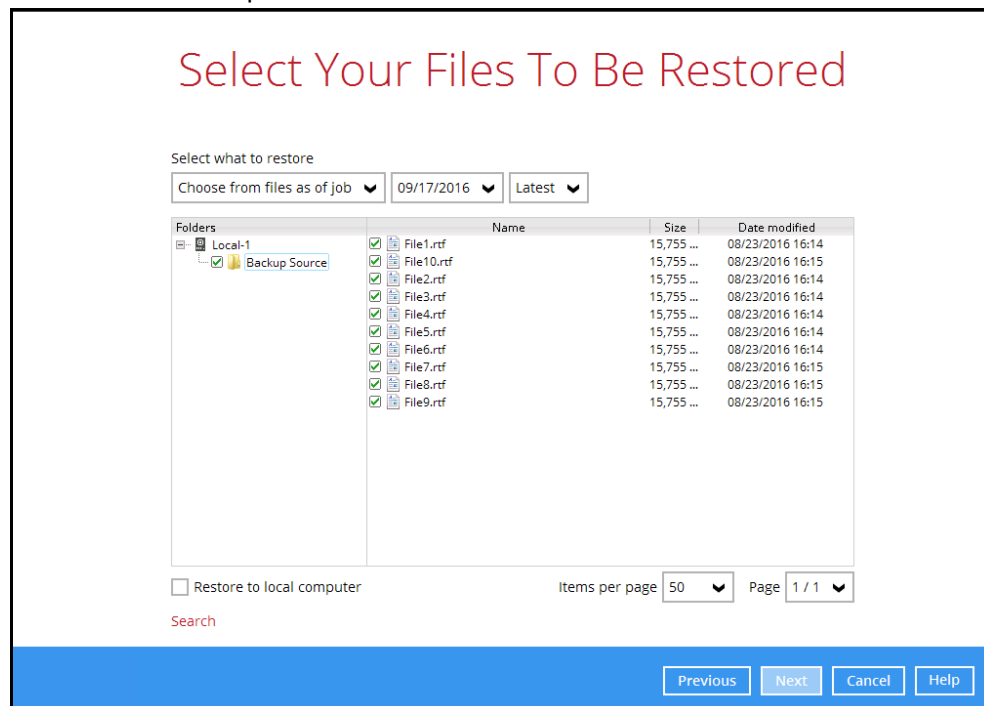 Select Your Files To Be Restored
Select what to restore
Choose from files as of job 09/17/2016 Latest
Folders Name Size Date modified
Local-1 File1.rtf 15,755 ... 08/23/2016 16:14
Backup Source File10.rtf 15,755 ... 08/23/2016 16:15
File2.rtf 15,755 ... 08/23/2016 16:14
File3.rtf 15,755 ... 08/23/2016 16:14
File4.rtf 15,755 ... 08/23/2016 16:14
File5.rtf 15,755 ... 08/23/2016 16:14
File6.rtf 15,755 ... 08/23/2016 16:14
File7.rtf 15,755 ... 08/23/2016 16:15
File8.rtf 15,755 ... 08/23/2016 16:15
File9.rtf 15,755 ... 08/23/2016 16:15
Restore to local computer Items per page 50 Page 1 / 1
Search
Previous Next Cancel Help